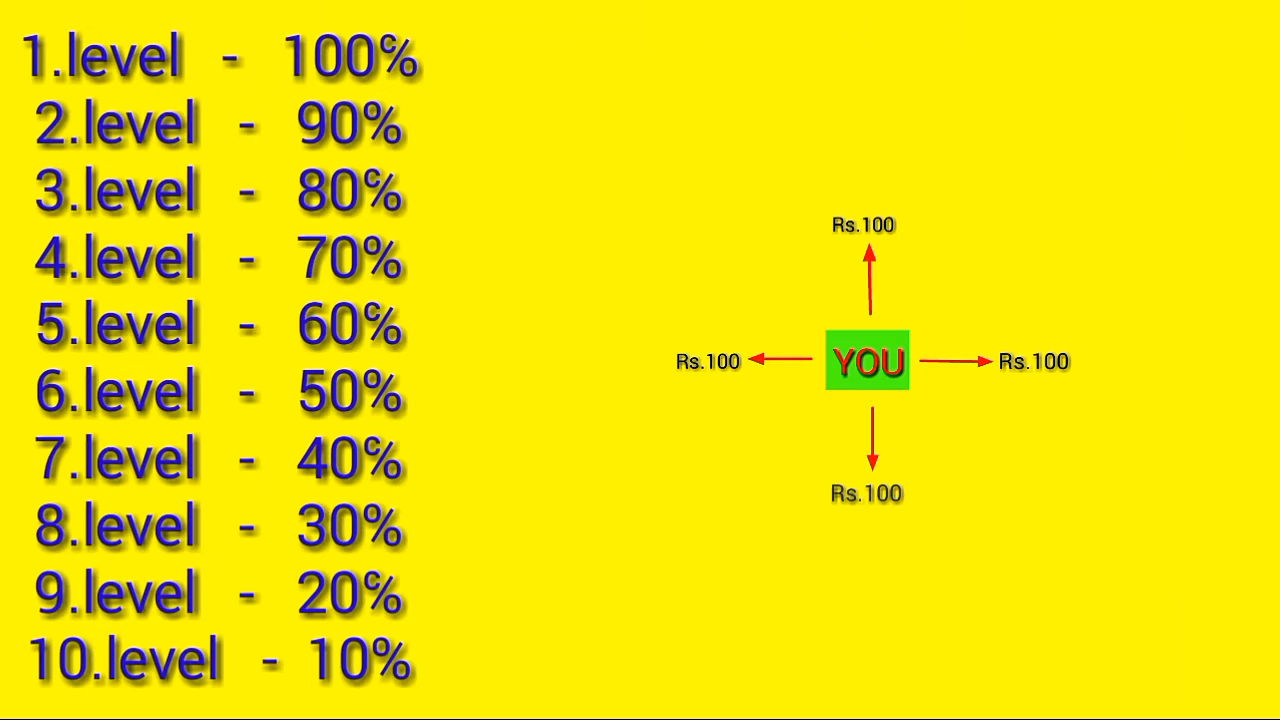 1.level - 100%
2.level - 90%
3.level - 80%
4.level - 70%
5.level - 60%
6.level - 50%
7.level - 40%
8.level - 30%
9.level - 20%
10.level - 10%
Rs.100
Rs.100 YOU Rs.100
Rs.100